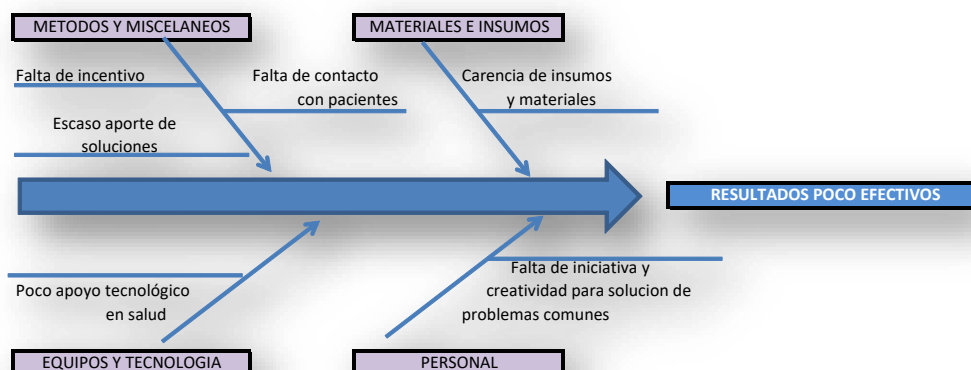 METODOS Y MISCELANEOS
MATERIALES E INSUMOS
Falta de incentivo
Falta de contacto
con pacientes
Carencia de insumos
y materiales
Escaso aporte de
soluciones
RESULTADOS POCO EFECTIVOS
Poco apoyo tecnológico
en salud
Falta de iniciativa y
creatividad para solucion de
problemas comunes
EQUIPOS Y TECNOLOGIA
PERSONAL